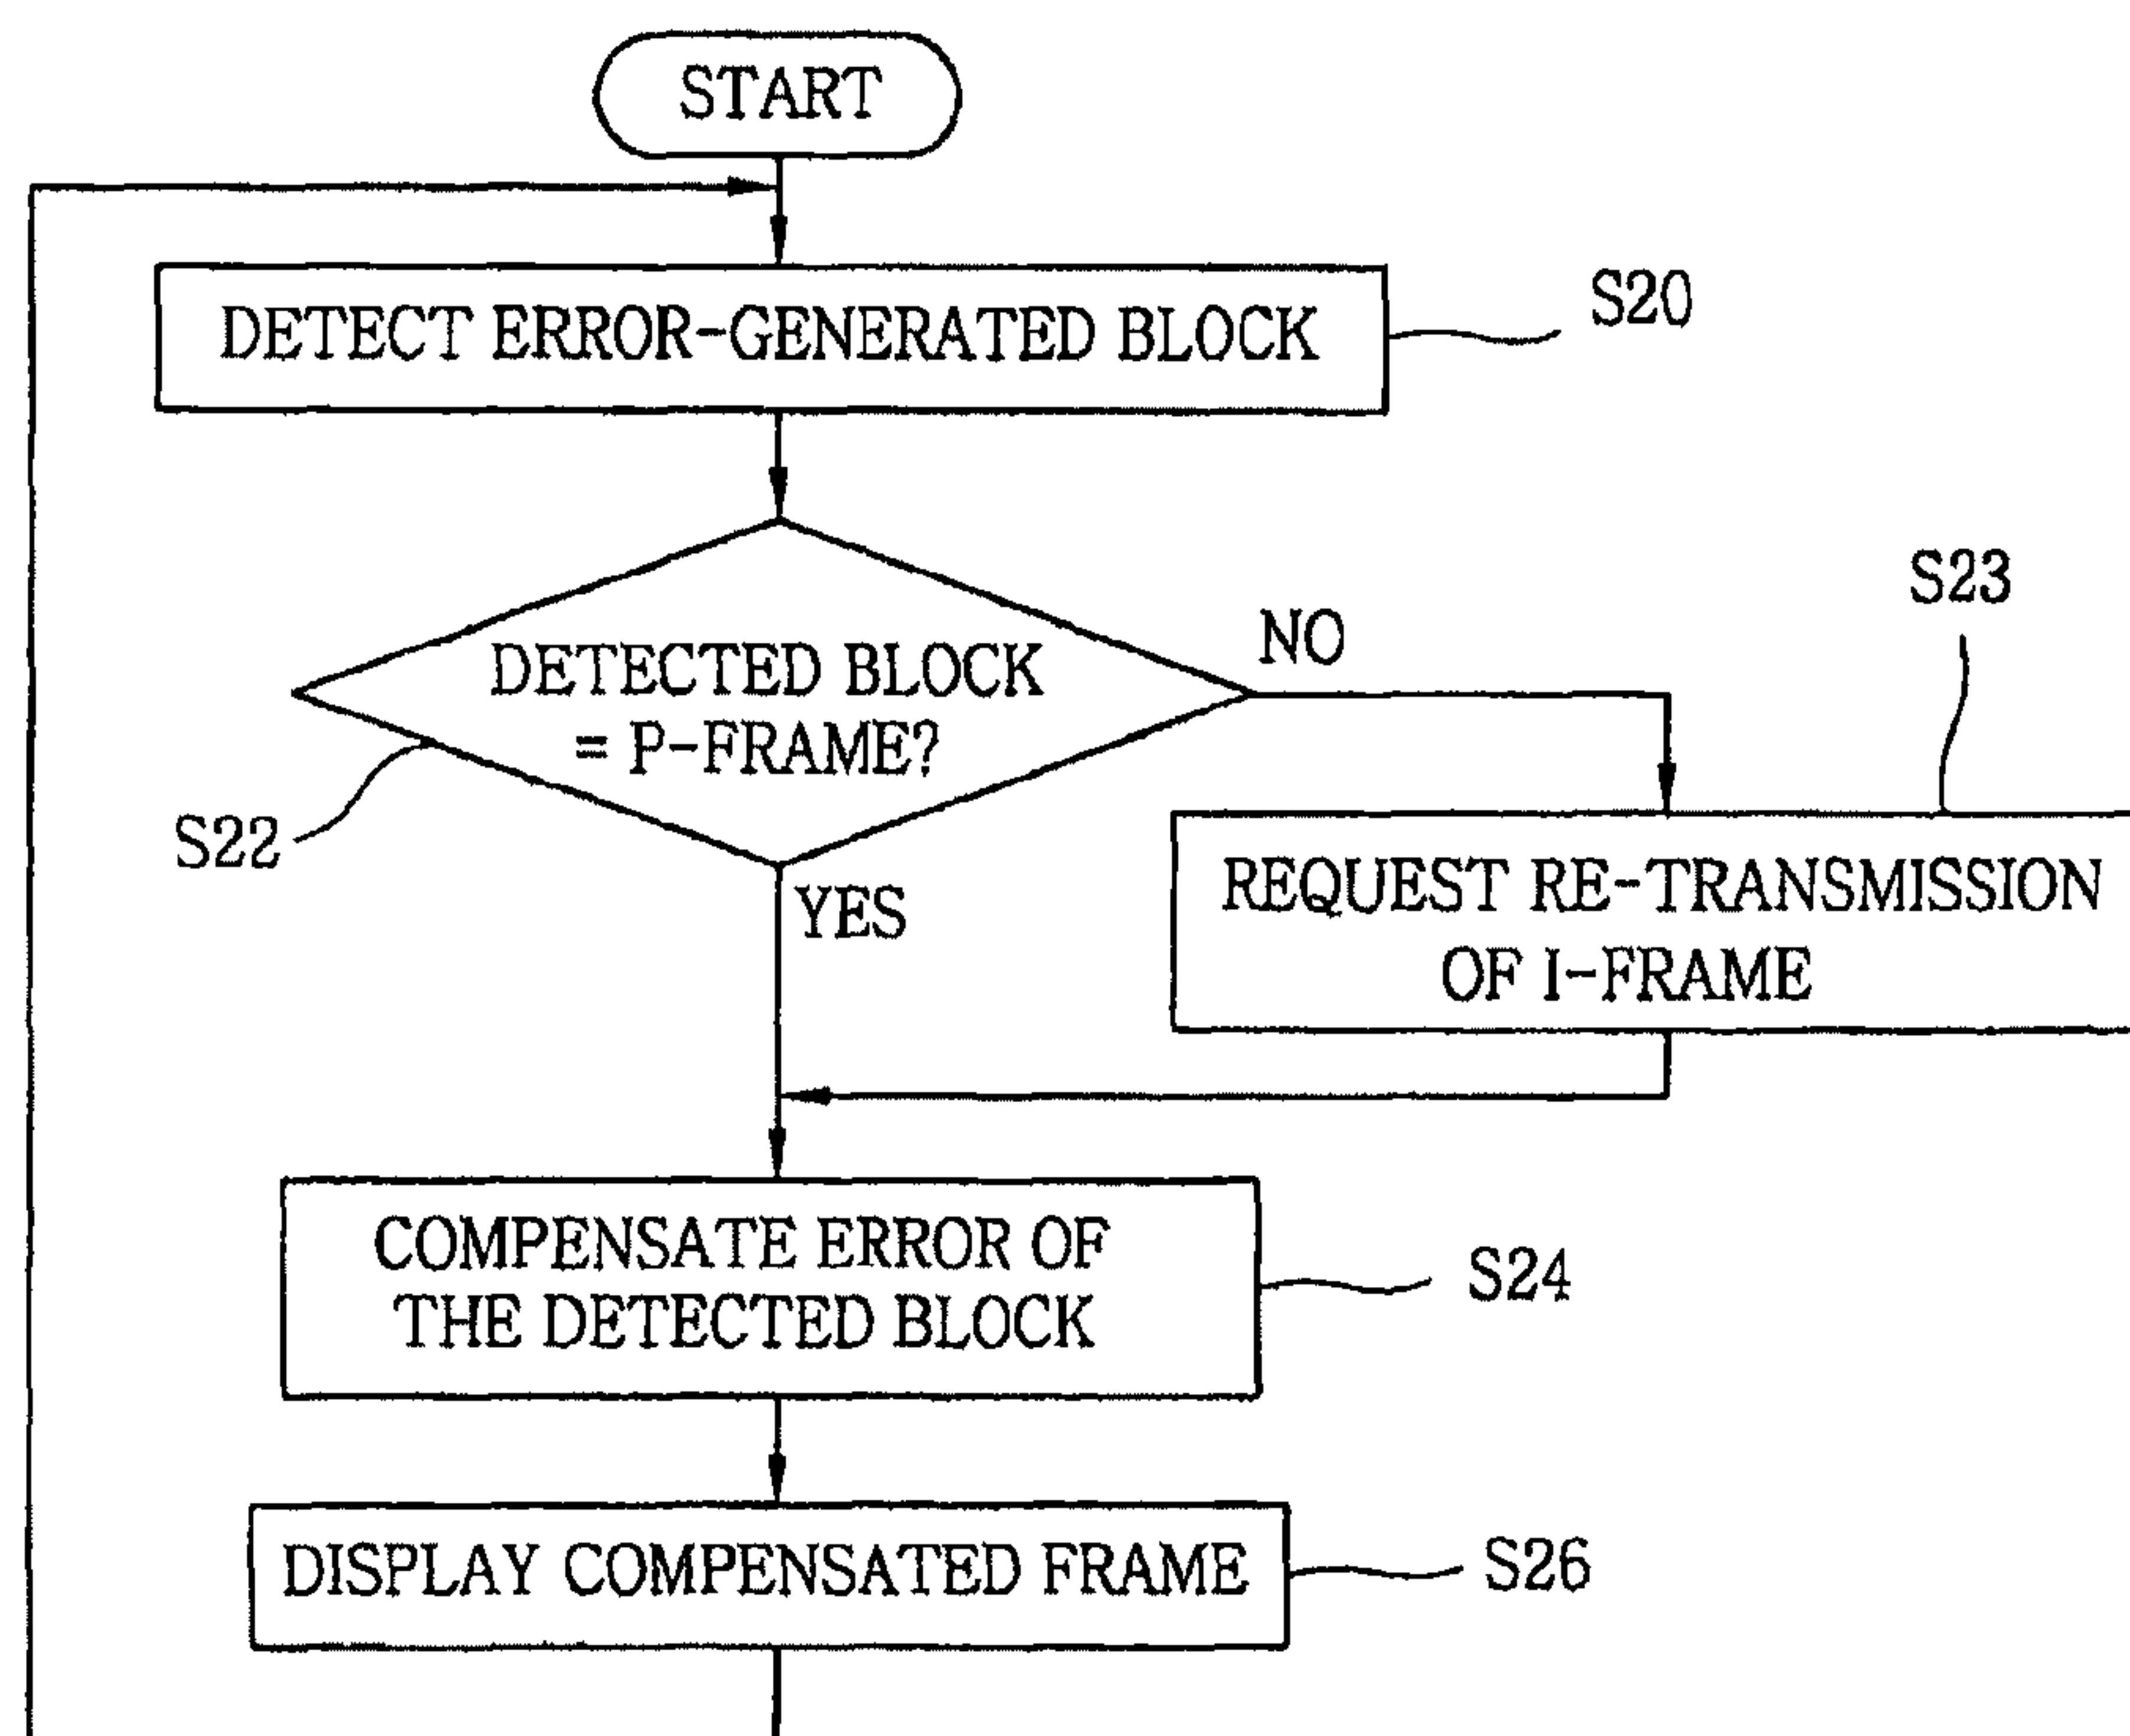 START
DETECT ERROR-GENERATED BLOCK
S20
DETECTED BLOCK
= P-FRAME?
S22
NO
S23
YES
REQUEST RE-TRANSMISSION
OF I-FRAME
COMPENSATE ERROR OF
THE DETECTED BLOCK
S24
DISPLAY COMPENSATED FRAME
S26